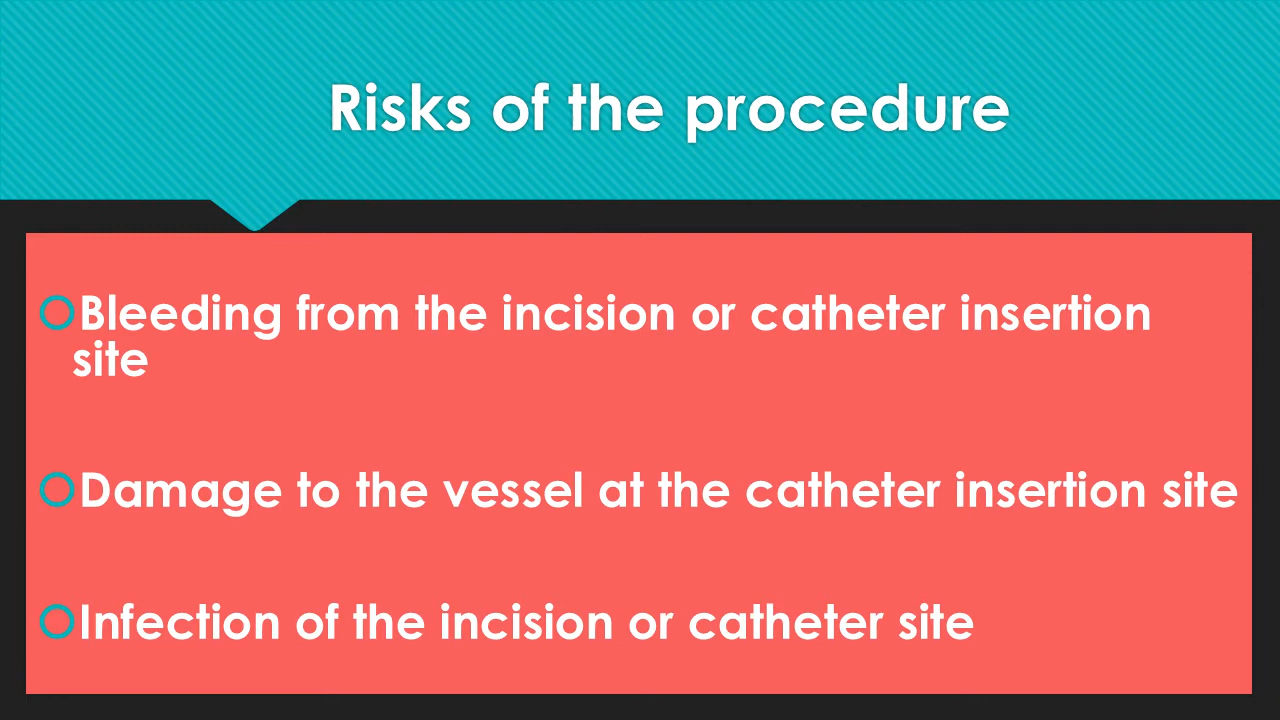 Risks of the procedure
Bleeding from the incision or catheter insertion
site
Damage to the vessel at the catheter insertion site
Infection of the incision or catheter site